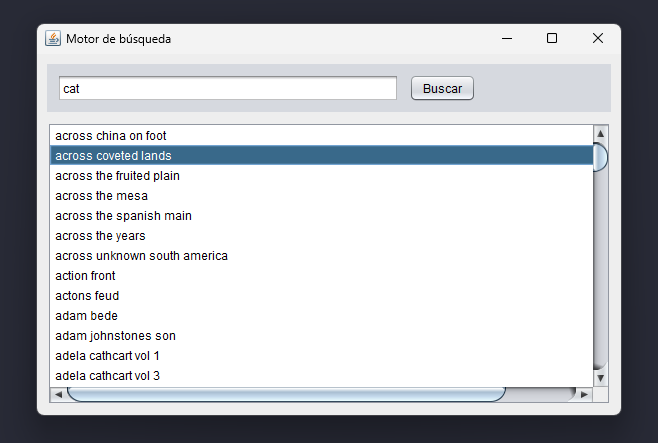 Motor de búsqueda
cat
Buscar
across china on foot
across coveted lands
across the fruited plain
across the mesa
across the spanish main
across the years
across unknown south america
action front
actons feud
adam bede
adam johnstones son
adela cathcart vol 1
adela cathcart vol 3